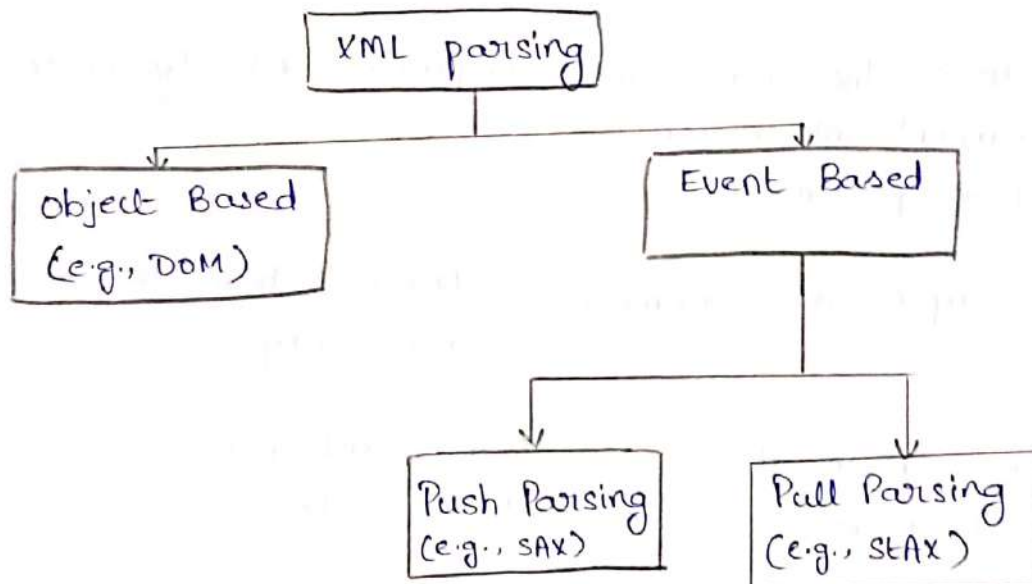 XML parsing
Object Based
(e.g., DOM)
Event Based
Push Parsing
(e.g., SAX)
Pull Parsing
(e.g., StAX)